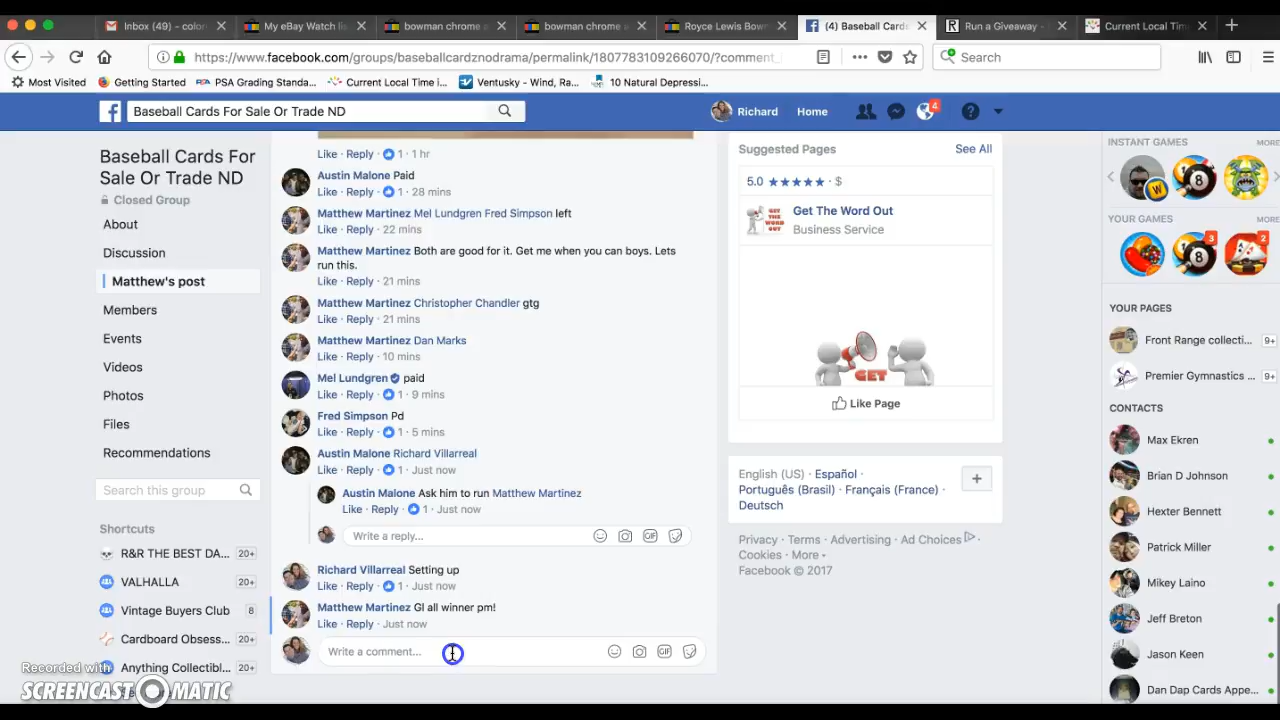 Inbox (49) - color
My eBay Watch li
bowman chrome a
bowman chrome a
Royce Lewis Bown
(4) Baseball Cards
Run a Giveaway -
Current Local Tim
https://www.facebook.com/groups/baseballcardznodrama/permalink/1807783109266070/?comment_
Search
Most Visited
Getting Started
PSA Grading Standa...
Current Local Time i...
Ventusky - Wind, Ra...
10 Natural Depressi...
Baseball Cards For Sale Or Trade ND
Richard
Home
4
Baseball Cards For
Sale Or Trade ND
Closed Group
About
Discussion
Matthew's post
Members
Events
Videos
Photos
Files
Recommendations
Search this group
Shortcuts
R&R THE BEST DA... 20+
VALHALLA 20+
Vintage Buyers Club 8
Cardboard Obsess... 20+
Anything Collectibl... 20+
Like · Reply · 1 · 1 hr
Austin Malone Paid
Like · Reply · 1 · 28 mins
Matthew Martinez Mel Lundgren Fred Simpson left
Like · Reply · 22 mins
Matthew Martinez Both are good for it. Get me when you can boys. Lets
run this.
Like · Reply · 21 mins
Matthew Martinez Christopher Chandler gtg
Like · Reply · 21 mins
Matthew Martinez Dan Marks
Like · Reply · 10 mins
Mel Lundgren paid
Like · Reply · 1 · 9 mins
Fred Simpson Pd
Like · Reply · 1 · 5 mins
Austin Malone Richard Villarreal
Like · Reply · 1 · Just now
Austin Malone Ask him to run Matthew Martinez
Like · Reply · 1 · Just now
Write a reply...
GIF
Richard Villarreal Setting up
Like · Reply · 1 · Just now
Matthew Martinez Gl all winner pm!
Like · Reply · Just now
Write a comment...
GIF
Suggested Pages
See All
5.0 ★★★★★ · $
Get The Word Out
Business Service
GET
Like Page
English (US) · Español ·
Português (Brasil) · Français (France) ·
Deutsch
Privacy · Terms · Advertising · Ad Choices ·
Cookies · More
Facebook © 2017
INSTANT GAMES
MORE
YOUR GAMES
MORE
3
2
YOUR PAGES
Front Range collecti... 9+
Premier Gymnastics ... 9+
CONTACTS
Max Ekren
Brian D Johnson
Hexter Bennett
Patrick Miller
Mikey Laino
Jeff Breton
Jason Keen
Dan Dap Cards Appe...
Recorded with
SCREENCAST-O-MATIC